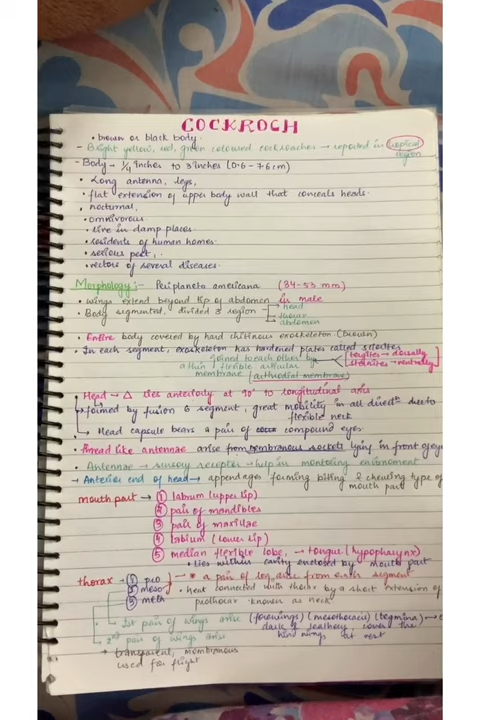 COCKROCH
• brown or black body.
- Bright yellow, red, green coloured cockroaches → reported in tropical region
- Body → 1/4 inches to 3 inches (0.6 - 7.6 cm)
• Long antenna, legs,
• flat extension of upper body wall that conceals heads.
• nocturnal,
• omnivorous
• live in damp places.
• residents of human homes.
• serious pest,
• vectors of several diseases.
Morphology:- Periplaneta americana (34-53 mm)
• wings extend beyond tip of abdomen in male
• Body segmented, divided 3 region → head
thorax
abdomen
• Entire body covered by hard chitinous exoskeleton (brown)
• In each segment, exoskeleton has hardened plates called sclerites
joined to each other by
a thin & flexible articular
membrane (arthrodial membrane)
tergites → dorsally
sternites → ventrally
Head → △ lies anteriorly at 90° to longitudinal axis
→ formed by fusion 6 segment, great mobility in all direcn due to
flexible neck
→ Head capsule bears a pair of compound eyes
• thread like antennae arise from membranous sockets lying in front of eye
• Antennae → sensory receptor → help in monitoring environment
→ Anterior end of head → appendages forming biting & chewing type of
mouth part
mouth part → ① labrum (upper lip)
② pair of mandibles
③ pair of maxillae
④ labium (lower lip)
⑤ median flexible lobe, → tongue (hypopharynx)
• lies within cavity enclosed by mouth part
thorax → ① pro → • a pair of leg arise from each segment
② meso → • heat connected with thorax by a short extension of
③ meta prothorax known as neck
→ 1st pair of wings arise (forewings) (mesothorax) (tegmina) →
dark & leathery, cover the
hind wings at rest
→ 2nd pair of wings arise
→ transparent, membranous
used for flight